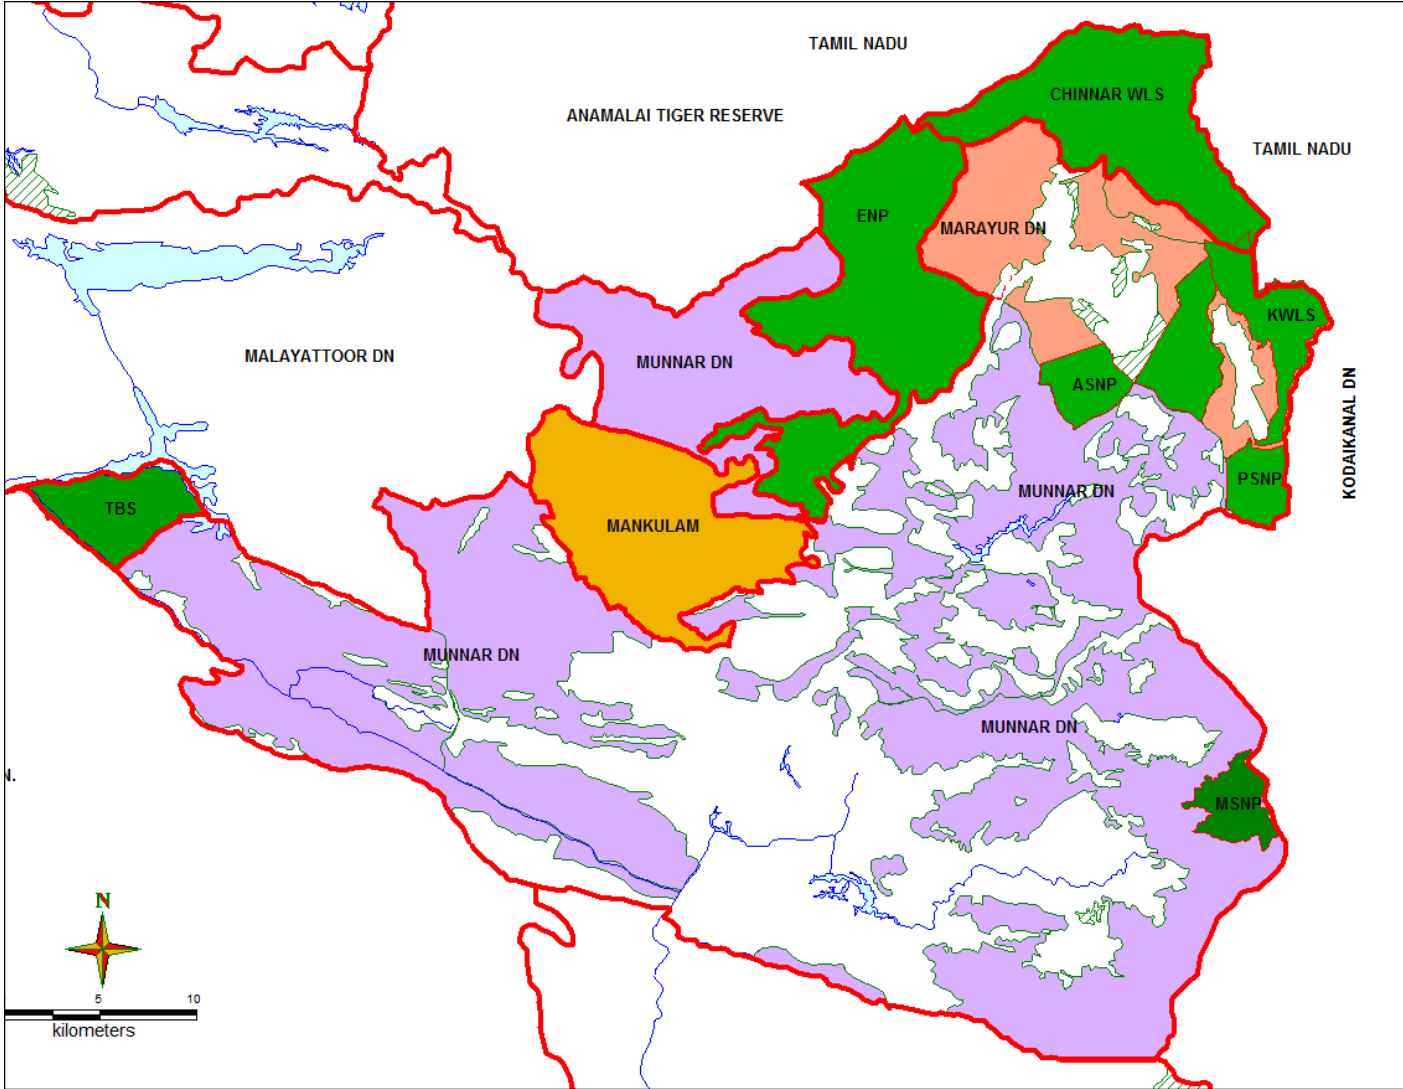 TAMIL NADU
CHINNAR WLS
ANAMALAI TIGER RESERVE
TAMIL NADU
ENP
MARAYUR DN
KWLS
MALAYATTOOR DN
MUNNAR DN
ASNP
KODAIKANAL DN
PSNP
MUNNAR DN
TBS
MANKULAM
MUNNAR DN
MUNNAR DN
N.
MSNP
N
5 10
kilometers